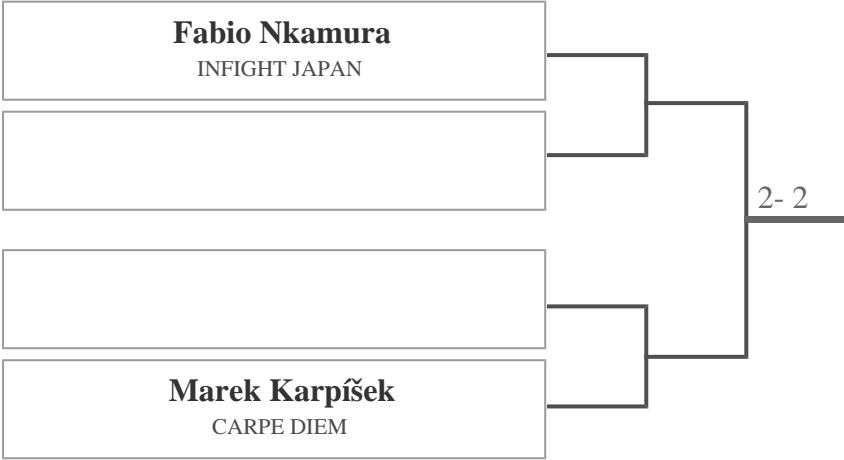 Fabio Nkamura
INFIGHT JAPAN
2- 2
Marek Karpíšek
CARPE DIEM